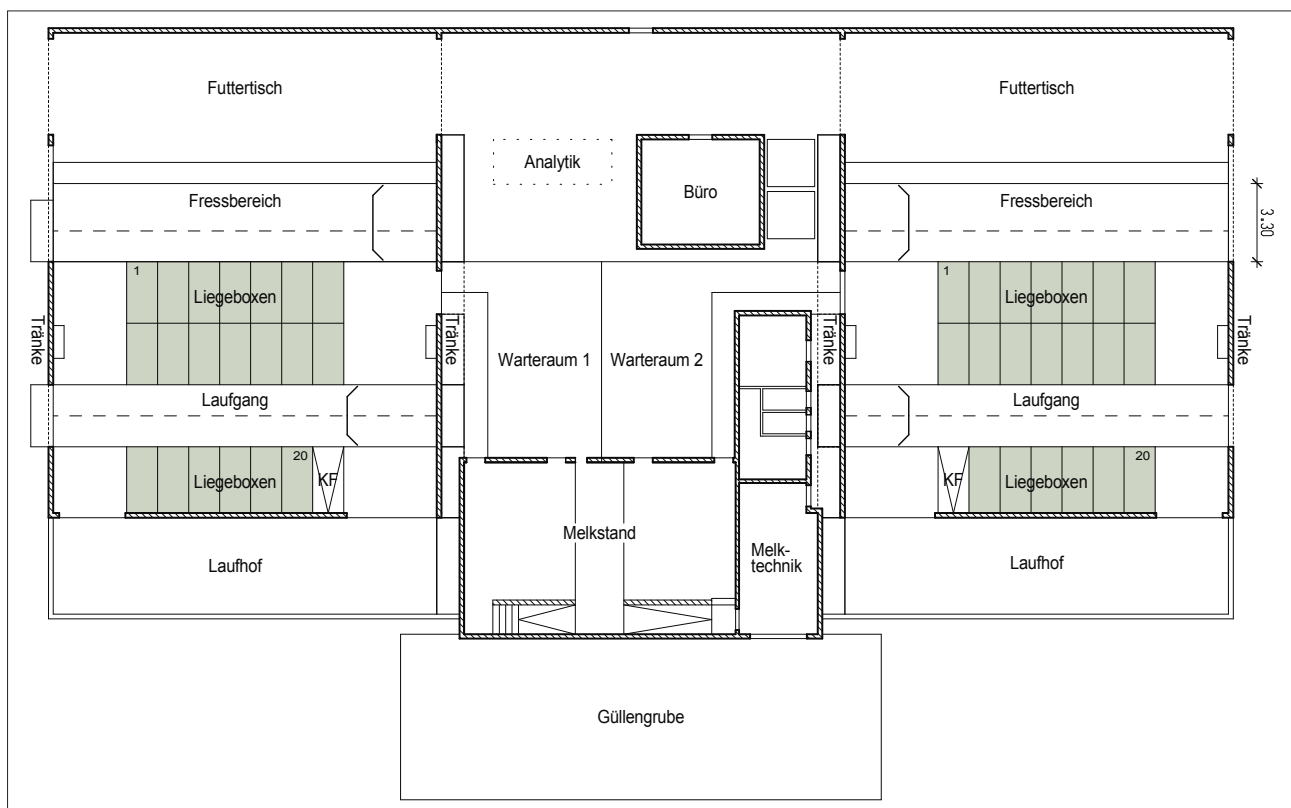 Futtertisch
Futtertisch
Analytik
Büro
Fressbereich
Fressbereich
3.30
1
Liegeboxen
1
Liegeboxen
Tränke
Tränke
Warteraum 1
Warteraum 2
Tränke
Tränke
Laufgang
Laufgang
20
KF
Liegeboxen
KF
20
Liegeboxen
Melkstand
Melk-
technik
Laufhof
Laufhof
Güllengrube